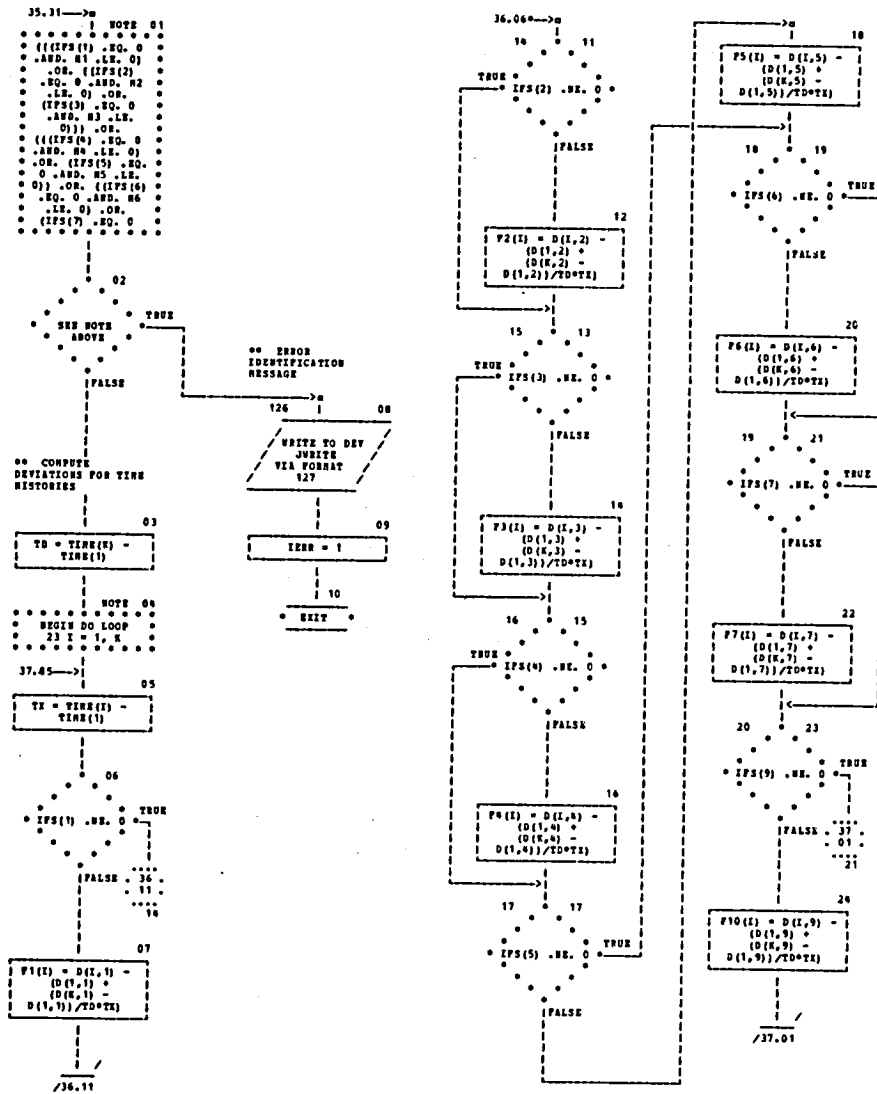 35.31
NOTE 01
(((IFS(1) .EQ. 0
.AND. M1 .LE. 0)
.OR. ((IFS(2)
.EQ. 0 .AND. M2
.LE. 0) .OR.
(IFS(3) .EQ. 0
.AND. M3 .LE.
0))) .OR.
(((IFS(4) .EQ. 0
.AND. M4 .LE. 0)
.OR. (IFS(5) .EQ.
0 .AND. M5 .LE.
0)) .OR. ((IFS(6)
.EQ. 0 .AND. M6
.LE. 0) .OR.
(IFS(7) .EQ. 0
02
SEE NOTE
ABOVE
TRUE
FALSE
** COMPUTE
DEVIATIONS FOR TIME
HISTORIES
03
TD = TIME(K) -
TIME(1)
NOTE 04
BEGIN DO LOOP
23 I = 1, K
37.05
05
TX = TIME(I) -
TIME(1)
06
IFS(1) .NE. 0
TRUE
FALSE
36
11
14
07
F1(I) = D(I,1) -
(D(1,1) +
(D(K,1) -
D(1,1))/TD*TX)
/36.11
** ERROR
IDENTIFICATION
MESSAGE
126 08
WRITE TO DEV
JWRITE
VIA FORMAT
127
09
IERR = 1
10
EXIT
36.06*
14 11
TRUE
IFS(2) .NE. 0
FALSE
12
F2(I) = D(I,2) -
(D(1,2) +
(D(K,2) -
D(1,2))/TD*TX)
15 13
TRUE
IFS(3) .NE. 0
FALSE
14
F3(I) = D(I,3) -
(D(1,3) +
(D(K,3) -
D(1,3))/TD*TX)
16 15
TRUE
IFS(4) .NE. 0
FALSE
16
F4(I) = D(I,4) -
(D(1,4) +
(D(K,4) -
D(1,4))/TD*TX)
17 17
IFS(5) .NE. 0
TRUE
FALSE
18
F5(I) = D(I,5) -
(D(1,5) +
(D(K,5) -
D(1,5))/TD*TX)
18 19
IFS(6) .NE. 0
TRUE
FALSE
20
F6(I) = D(I,6) -
(D(1,6) +
(D(K,6) -
D(1,6))/TD*TX)
19 21
IFS(7) .NE. 0
TRUE
FALSE
22
F7(I) = D(I,7) -
(D(1,7) +
(D(K,7) -
D(1,7))/TD*TX)
20 23
IFS(9) .NE. 0
TRUE
FALSE
37
01
21
24
F10(I) = D(I,9) -
(D(1,9) +
(D(K,9) -
D(1,9))/TD*TX)
/37.01